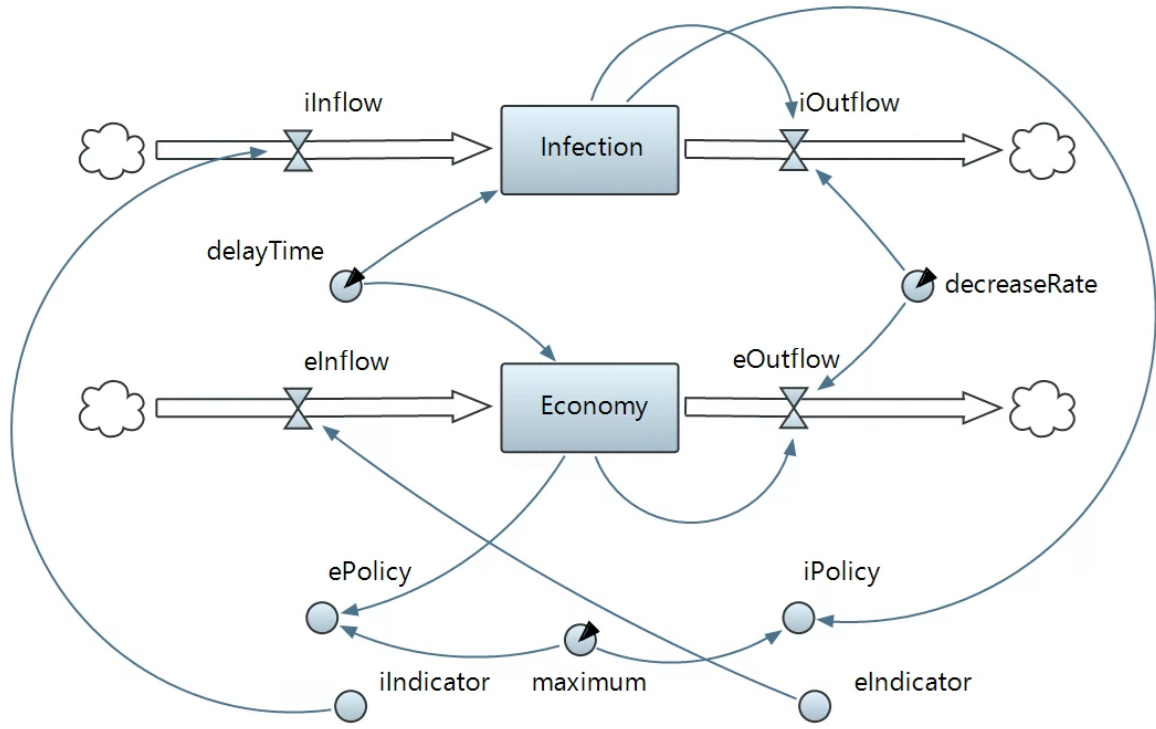 iInflow
iOutflow
Infection
delayTime
decreaseRate
eInflow
eOutflow
Economy
ePolicy
iPolicy
iIndicator
maximum
eIndicator